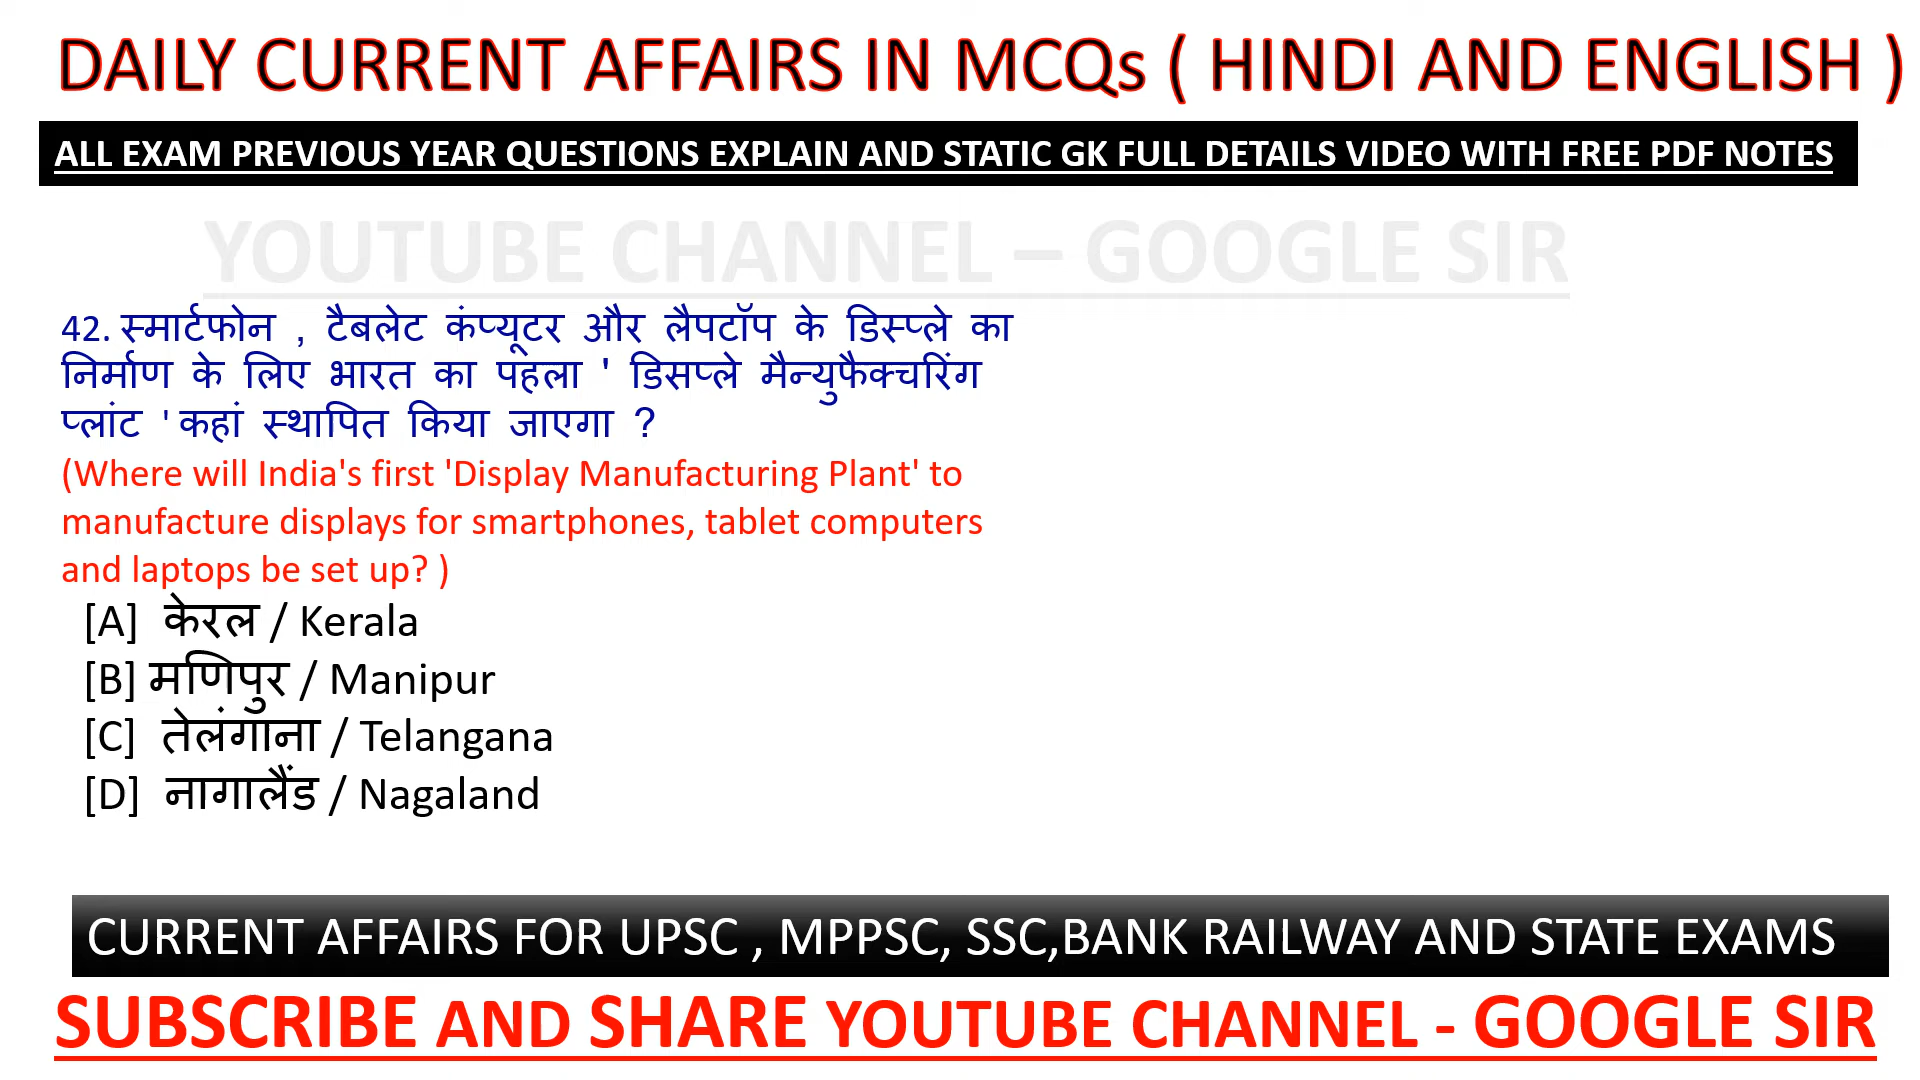 DAILY CURRENT AFFAIRS IN MCQs ( HINDI AND ENGLISH )
ALL EXAM PREVIOUS YEAR QUESTIONS EXPLAIN AND STATIC GK FULL DETAILS VIDEO WITH FREE PDF NOTES
YOUTUBE CHANNEL – GOOGLE SIR
42. स्मार्टफोन , टैबलेट कंप्यूटर और लैपटॉप के डिस्प्ले का
निर्माण के लिए भारत का पहला ' डिसप्ले मैन्युफैक्चरिंग
प्लांट ' कहां स्थापित किया जाएगा ?
(Where will India's first 'Display Manufacturing Plant' to
manufacture displays for smartphones, tablet computers
and laptops be set up? )
[A] केरल / Kerala
[B] मणिपुर / Manipur
[C] तेलंगाना / Telangana
[D] नागालैंड / Nagaland
CURRENT AFFAIRS FOR UPSC , MPPSC, SSC,BANK RAILWAY AND STATE EXAMS
SUBSCRIBE AND SHARE YOUTUBE CHANNEL - GOOGLE SIR